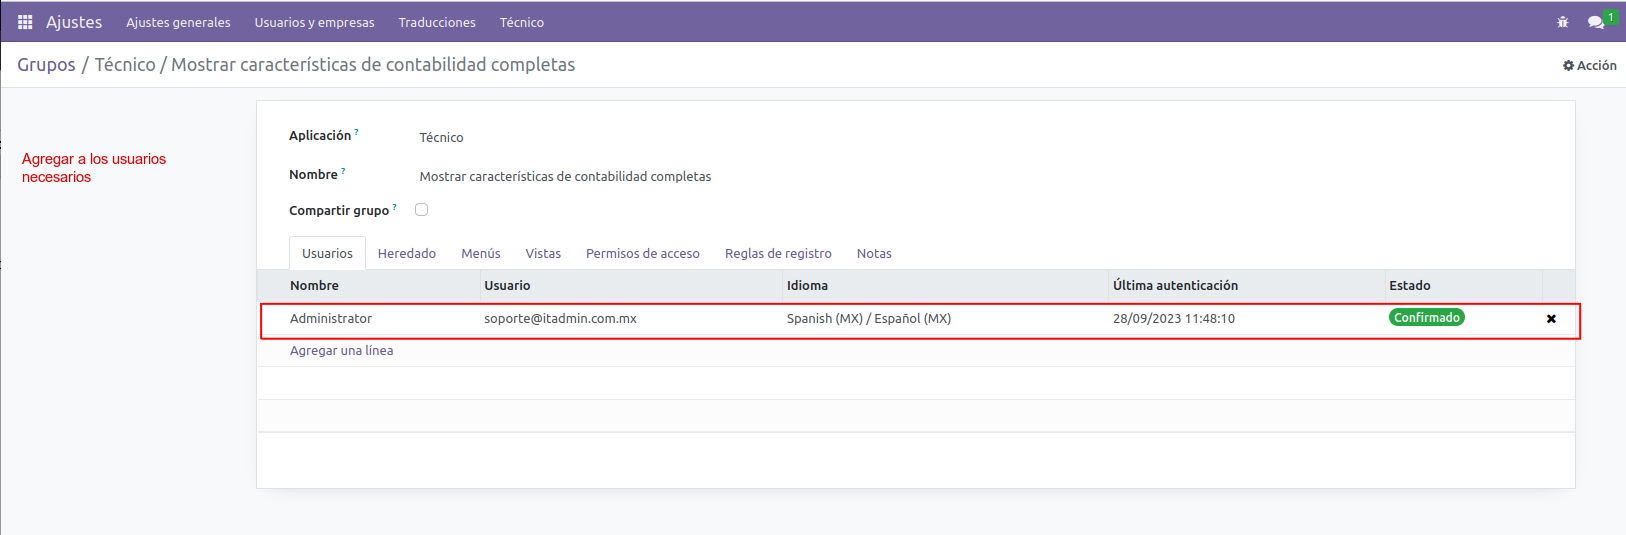 Ajustes Ajustes generales Usuarios y empresas Traducciones Técnico 1
Grupos / Técnico / Mostrar características de contabilidad completas Acción
Agregar a los usuarios
necesarios
Aplicación ? Técnico
Nombre ? Mostrar características de contabilidad completas
Compartir grupo ?
Usuarios Heredado Menús Vistas Permisos de acceso Reglas de registro Notas
Nombre Usuario Idioma Última autenticación Estado
Administrator soporte@itadmin.com.mx Spanish (MX) / Español (MX) 28/09/2023 11:48:10 Confirmado
Agregar una línea